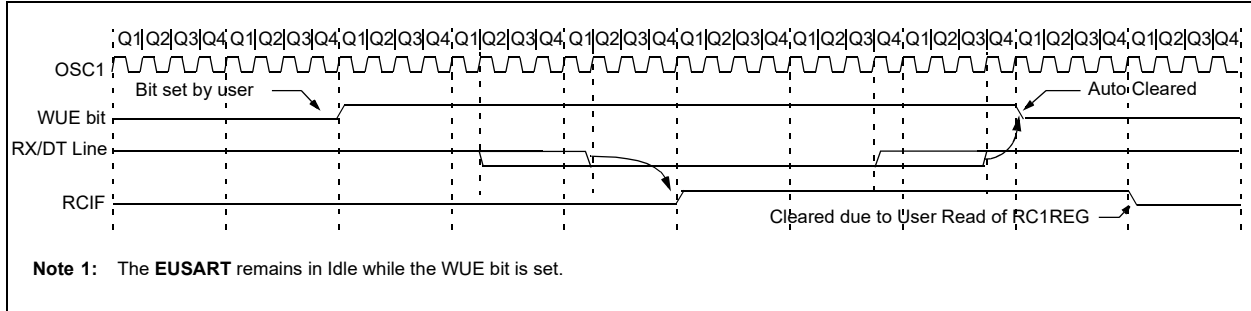 Q1|Q2|Q3|Q4|Q1|Q2|Q3|Q4|Q1|Q2|Q3|Q4|Q1|Q2|Q3|Q4|Q1|Q2|Q3|Q4|Q1|Q2|Q3|Q4|Q1|Q2|Q3|Q4|Q1|Q2|Q3|Q4|Q1|Q2|Q3|Q4|Q1|Q2|Q3|Q4
OSC1
Bit set by user
Auto Cleared
WUE bit
RX/DT Line
RCIF
Cleared due to User Read of RC1REG
Note 1: The EUSART remains in Idle while the WUE bit is set.